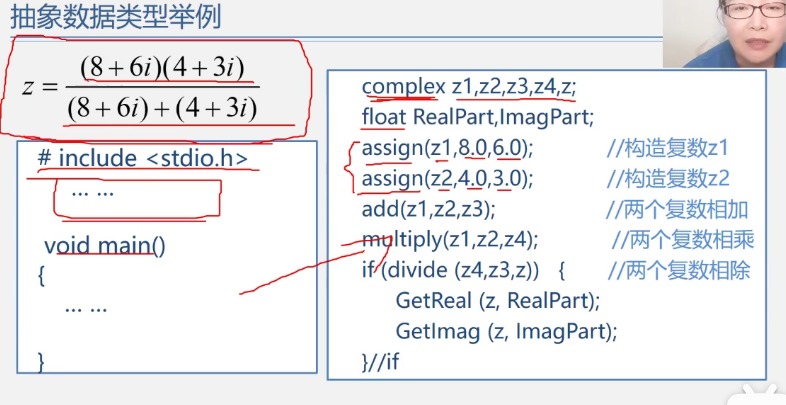 抽象数据类型举例
z = (8+6i)(4+3i) / (8+6i)+(4+3i)
# include <stdio.h>
... ...
void main()
{
... ...
}
complex z1,z2,z3,z4,z;
float RealPart,ImagPart;
assign(z1,8.0,6.0); //构造复数z1
assign(z2,4.0,3.0); //构造复数z2
add(z1,z2,z3); //两个复数相加
multiply(z1,z2,z4); //两个复数相乘
if (divide (z4,z3,z)) { //两个复数相除
GetReal (z, RealPart);
GetImag (z, ImagPart);
}//if